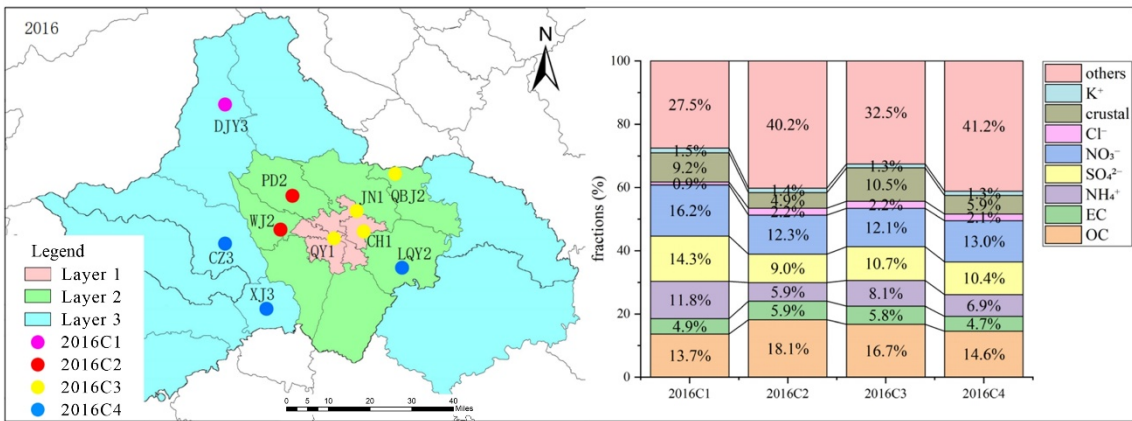 2016
N
DJY3
PD2
JN1
QBJ2
WJ2
QY1
CH1
CZ3
LQY2
XJ3
Legend
Layer 1
Layer 2
Layer 3
2016C1
2016C2
2016C3
2016C4
0 5 10 20 30 40
Miles
fractions (%)
100
80
60
40
20
0
27.5%
1.5%
9.2%
0.9%
16.2%
14.3%
11.8%
4.9%
13.7%
40.2%
1.4%
4.9%
2.2%
12.3%
9.0%
5.9%
5.9%
18.1%
32.5%
1.3%
10.5%
2.2%
12.1%
10.7%
8.1%
5.8%
16.7%
41.2%
1.3%
5.9%
2.1%
13.0%
10.4%
6.9%
4.7%
14.6%
2016C1 2016C2 2016C3 2016C4
others
K⁺
crustal
Cl⁻
NO₃⁻
SO₄²⁻
NH₄⁺
EC
OC